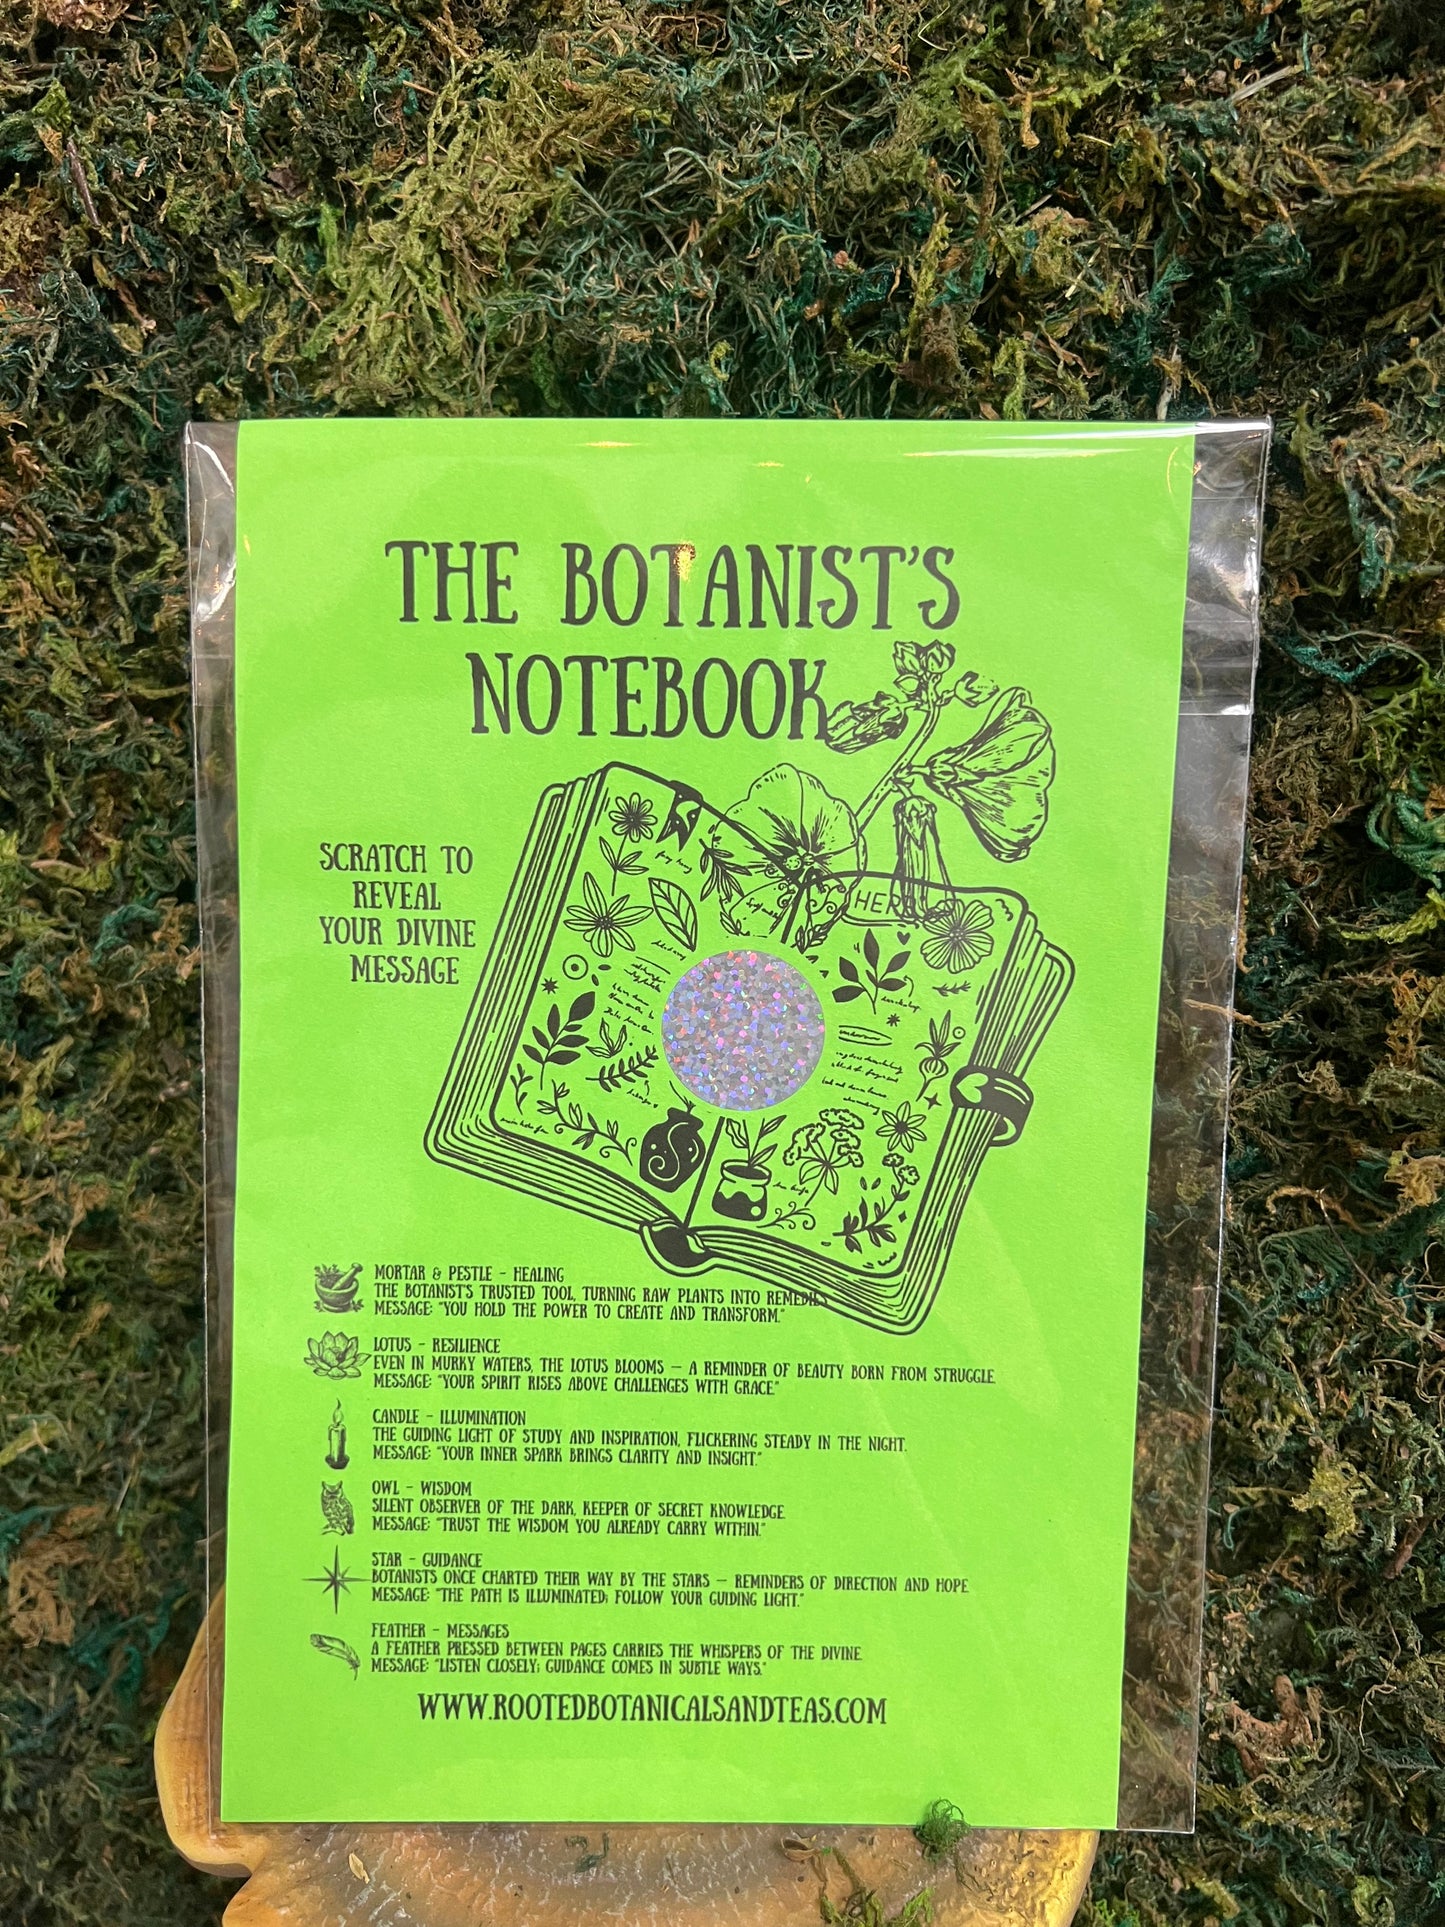 THE BOTANIST'S
NOTEBOOK
SCRATCH TO
REVEAL
YOUR DIVINE
MESSAGE
MORTAR & PESTLE - HEALING
THE BOTANIST'S TRUSTED TOOL, TURNING RAW PLANTS INTO REMEDIES.
MESSAGE: "YOU HOLD THE POWER TO CREATE AND TRANSFORM."
LOTUS - RESILIENCE
EVEN IN MURKY WATERS, THE LOTUS BLOOMS — A REMINDER OF BEAUTY BORN FROM STRUGGLE.
MESSAGE: "YOUR SPIRIT RISES ABOVE CHALLENGES WITH GRACE."
CANDLE - ILLUMINATION
THE GUIDING LIGHT OF STUDY AND INSPIRATION, FLICKERING STEADY IN THE NIGHT.
MESSAGE: "YOUR INNER SPARK BRINGS CLARITY AND INSIGHT."
OWL - WISDOM
SILENT OBSERVER OF THE DARK, KEEPER OF SECRET KNOWLEDGE.
MESSAGE: "TRUST THE WISDOM YOU ALREADY CARRY WITHIN."
STAR - GUIDANCE
BOTANISTS ONCE CHARTED THEIR WAY BY THE STARS — REMINDERS OF DIRECTION AND HOPE.
MESSAGE: "THE PATH IS ILLUMINATED; FOLLOW YOUR GUIDING LIGHT."
FEATHER - MESSAGES
A FEATHER PRESSED BETWEEN PAGES CARRIES THE WHISPERS OF THE DIVINE.
MESSAGE: "LISTEN CLOSELY; GUIDANCE COMES IN SUBTLE WAYS."
WWW.ROOTEDBOTANICALSANDTEAS.COM